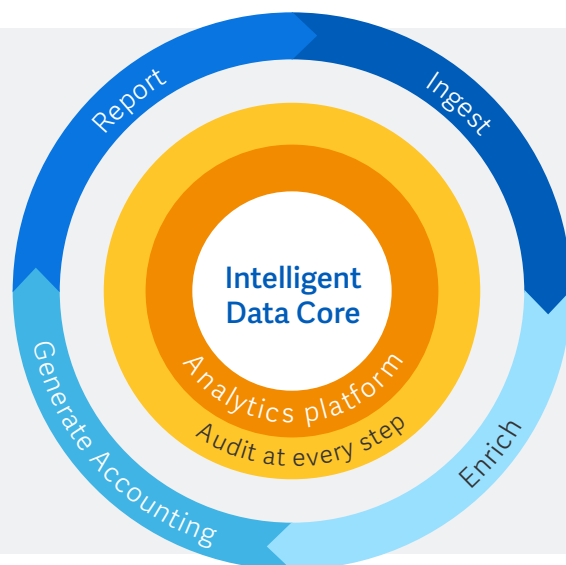 Report
Ingest
Intelligent
Data Core
Analytics platform
Audit at every step
Generate Accounting
Enrich